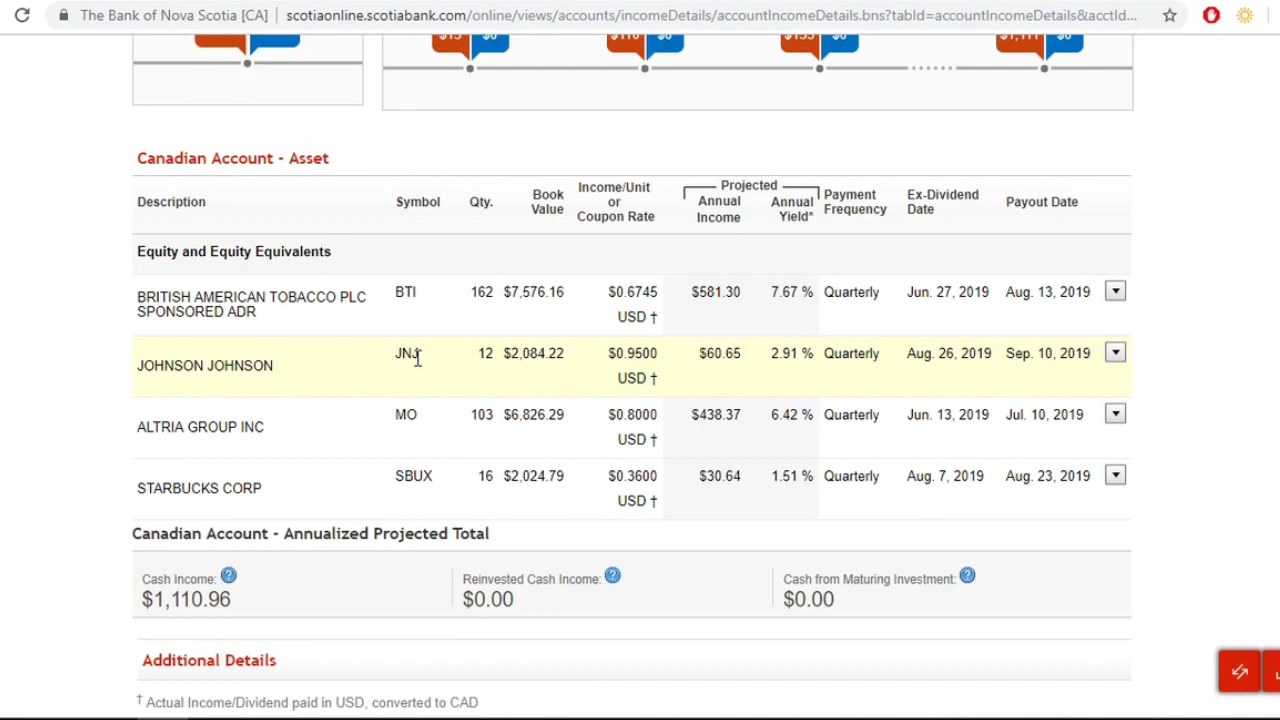 The Bank of Nova Scotia [CA] scotiaonline.scotiabank.com/online/views/accounts/incomeDetails/accountIncomeDetails.bns?tabId=accountIncomeDetails&acctId...
Canadian Account - Asset
Projected
Description Symbol Qty. Book Value Income/Unit or Coupon Rate Annual Income Annual Yield* Payment Frequency Ex-Dividend Date Payout Date
Equity and Equity Equivalents
BRITISH AMERICAN TOBACCO PLC BTI 162 $7,576.16 $0.6745 $581.30 7.67 % Quarterly Jun. 27, 2019 Aug. 13, 2019
SPONSORED ADR USD †
JOHNSON JOHNSON JNJ 12 $2,084.22 $0.9500 $60.65 2.91 % Quarterly Aug. 26, 2019 Sep. 10, 2019
USD †
ALTRIA GROUP INC MO 103 $6,826.29 $0.8000 $438.37 6.42 % Quarterly Jun. 13, 2019 Jul. 10, 2019
USD †
STARBUCKS CORP SBUX 16 $2,024.79 $0.3600 $30.64 1.51 % Quarterly Aug. 7, 2019 Aug. 23, 2019
USD †
Canadian Account - Annualized Projected Total
Cash Income: ? Reinvested Cash Income: ? Cash from Maturing Investment: ?
$1,110.96 $0.00 $0.00
Additional Details
† Actual Income/Dividend paid in USD, converted to CAD